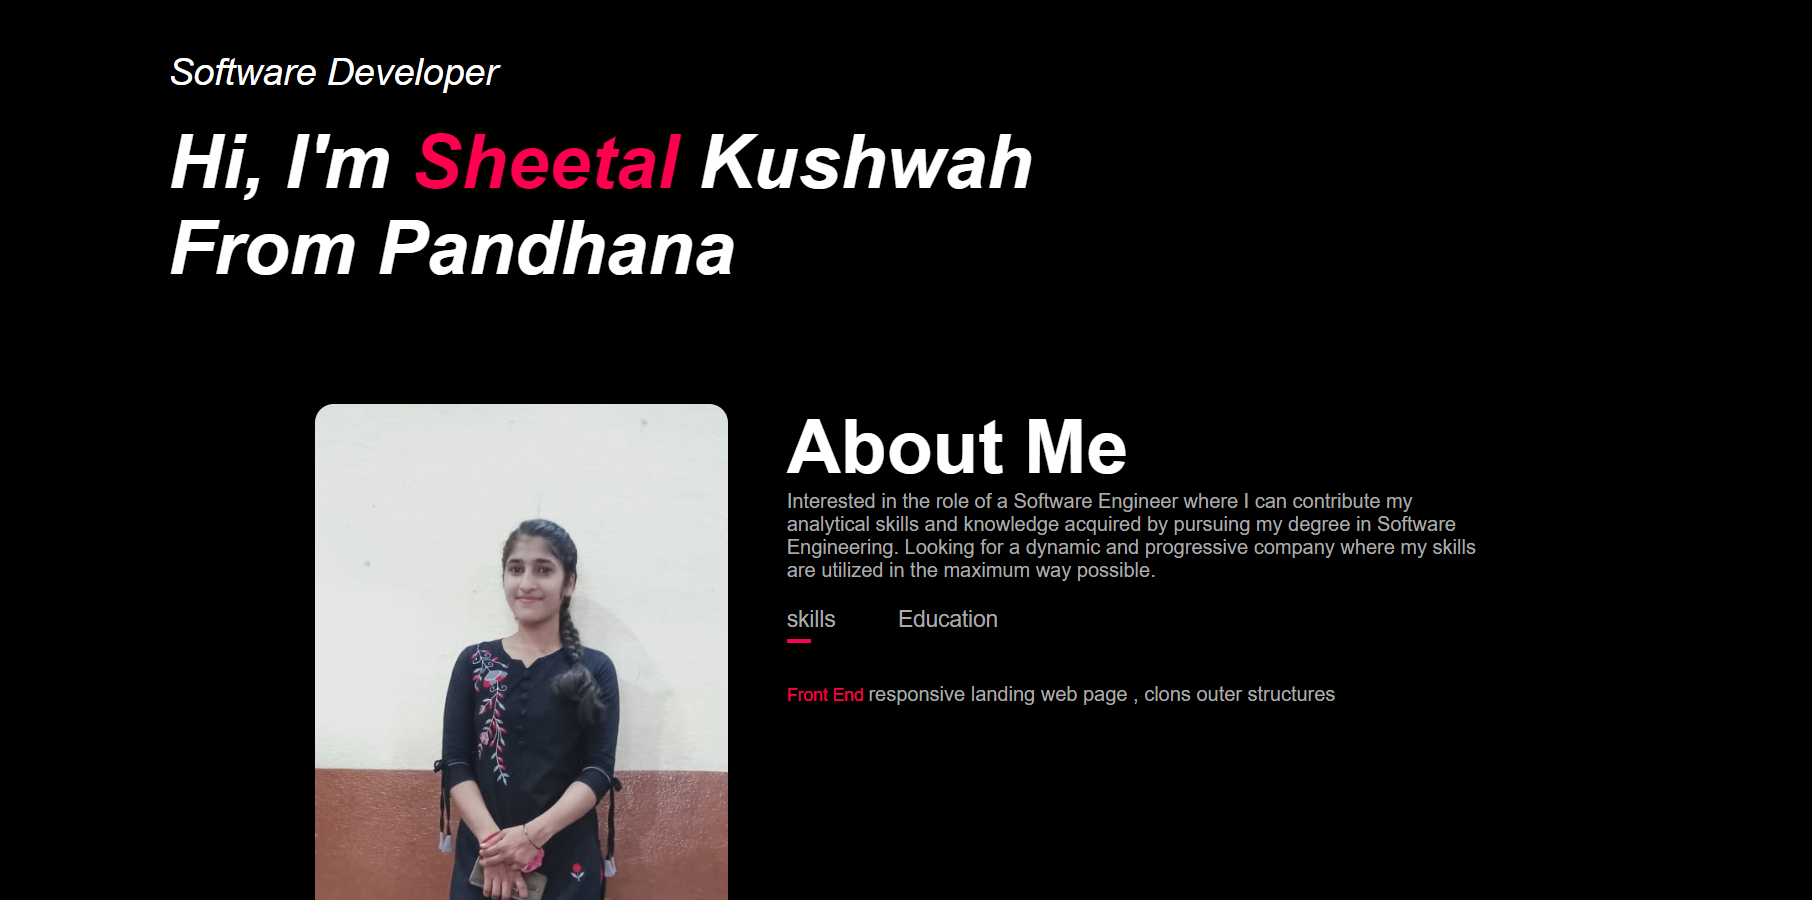 Software Developer
Hi, I'm Sheetal Kushwah
From Pandhana
About Me
Interested in the role of a Software Engineer where I can contribute my
analytical skills and knowledge acquired by pursuing my degree in Software
Engineering. Looking for a dynamic and progressive company where my skills
are utilized in the maximum way possible.
skills Education
Front End responsive landing web page , clons outer structures